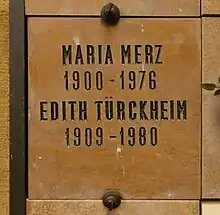 MARIA MERZ
1900-1976
EDITH TÜRCKHEIM
1909-1980